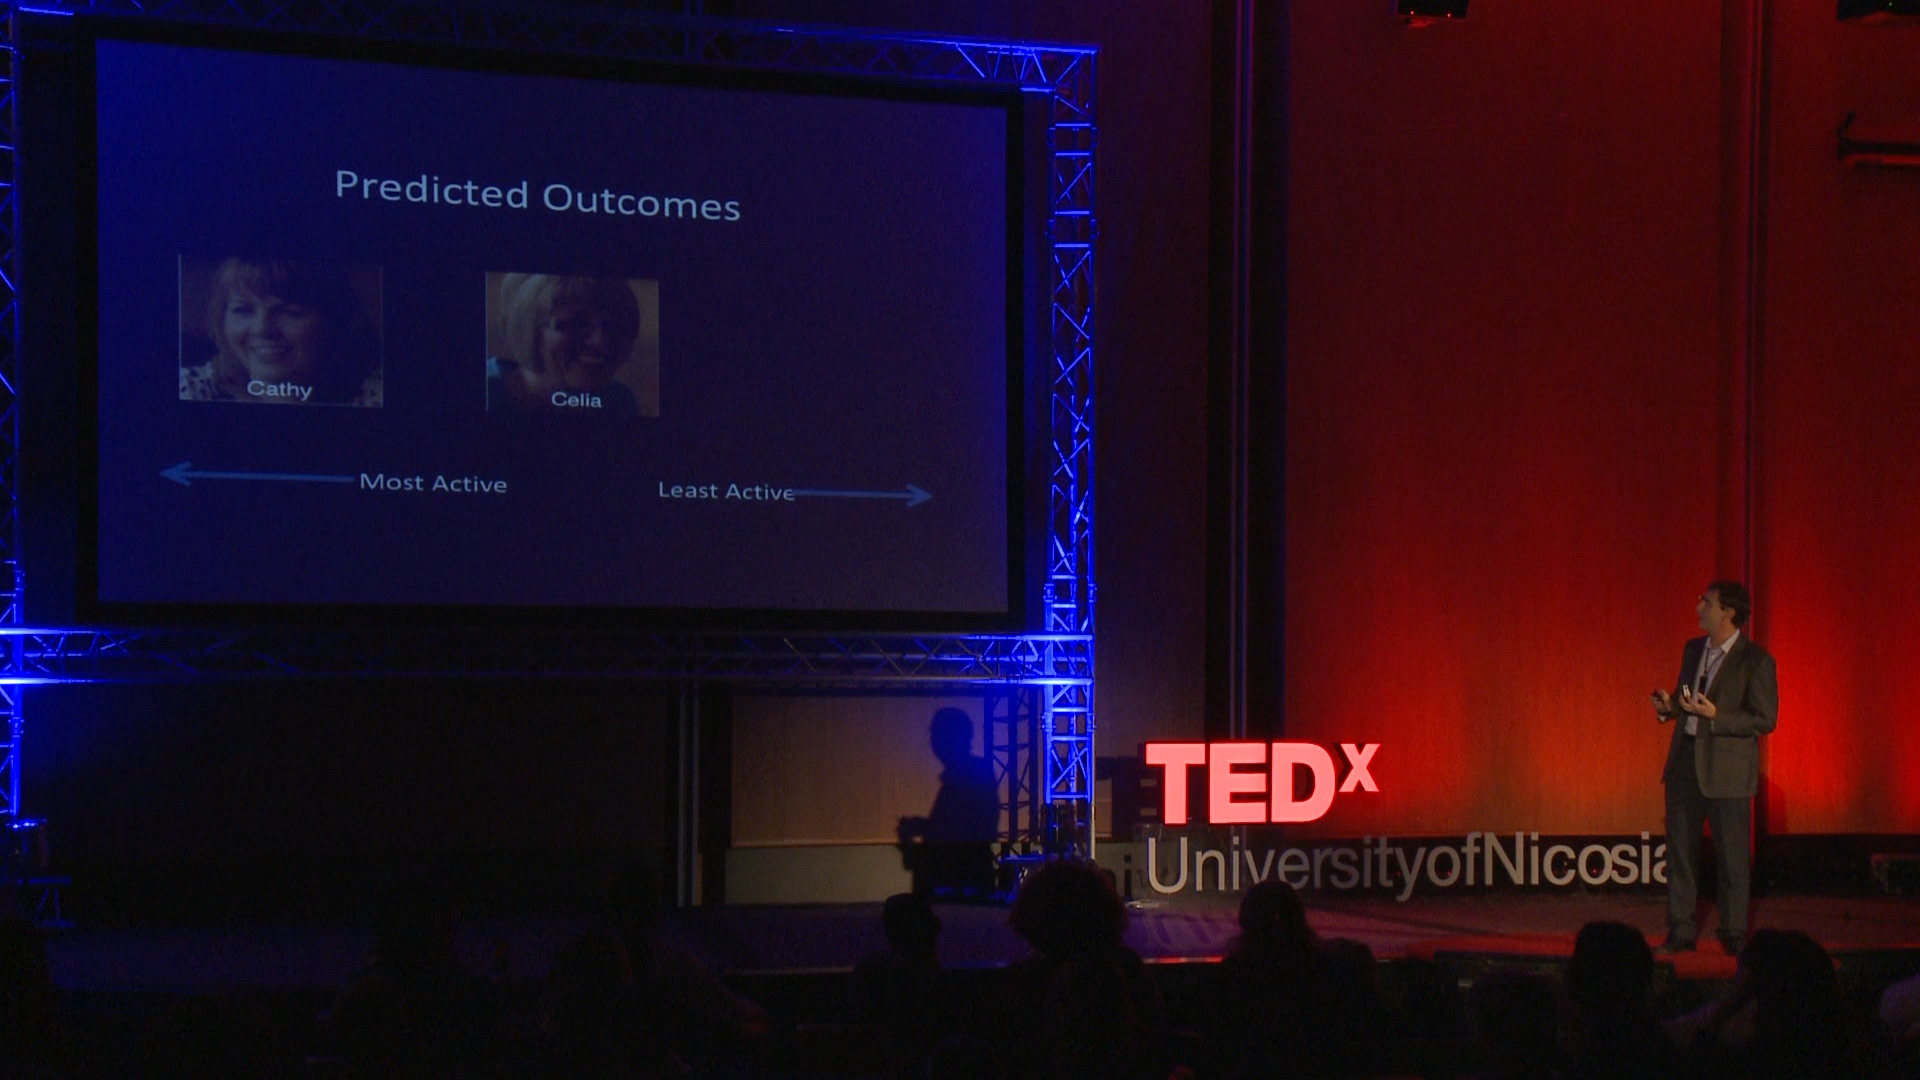 Predicted Outcomes
Cathy
Celia
Most Active
Least Active
TEDx
UniversityofNicosia